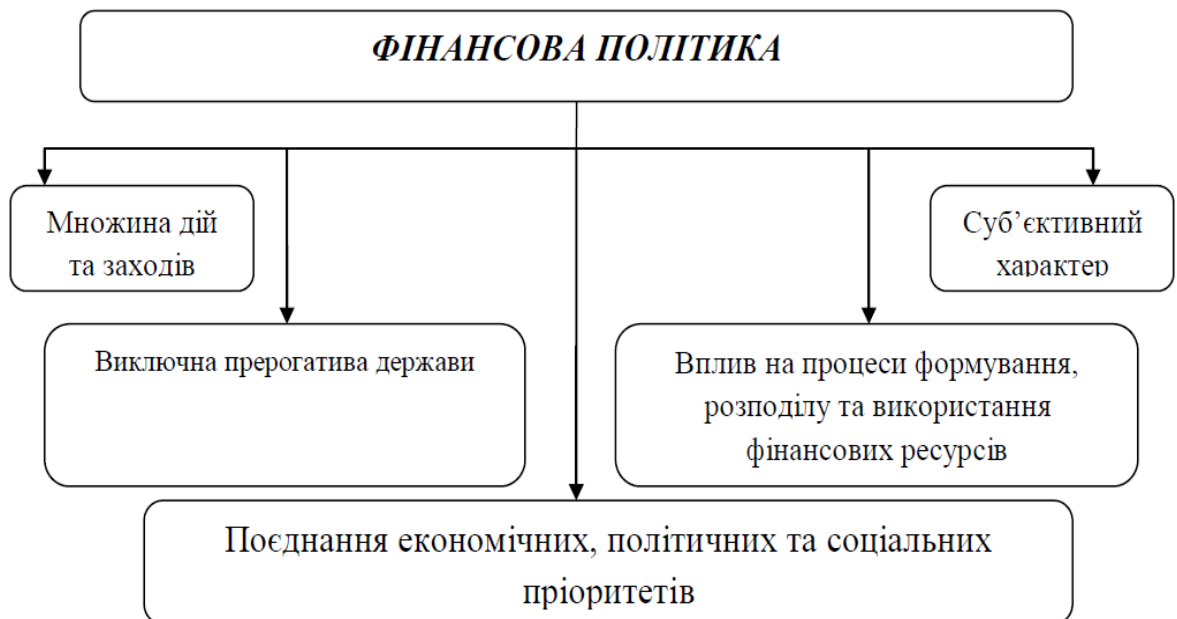 ФІНАНСОВА ПОЛІТИКА
Множина дій
та заходів
Суб’єктивний
характер
Виключна прерогатива держави
Вплив на процеси формування,
розподілу та використання
фінансових ресурсів
Поєднання економічних, політичних та соціальних
пріоритетів